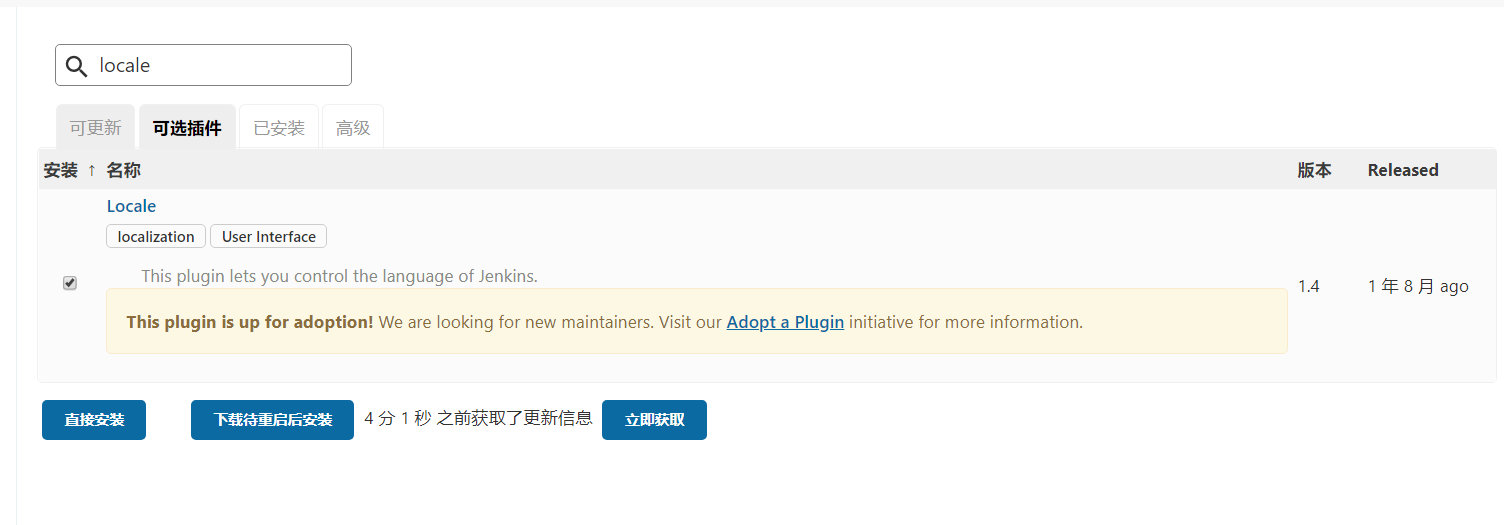 locale
可更新 可选插件 已安装 高级
安装 ↑ 名称 版本 Released
Locale
localization User Interface
This plugin lets you control the language of Jenkins.
1.4 1 年 8 月 ago
This plugin is up for adoption! We are looking for new maintainers. Visit our Adopt a Plugin initiative for more information.
直接安装 下载待重启后安装 4 分 1 秒 之前获取了更新信息 立即获取